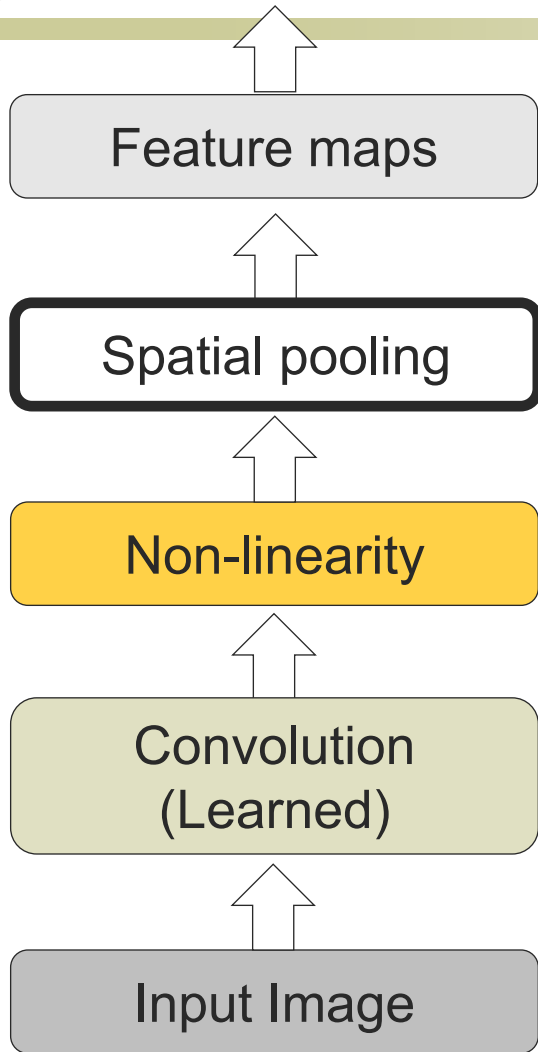 Feature maps
Spatial pooling
Non-linearity
Convolution
(Learned)
Input Image